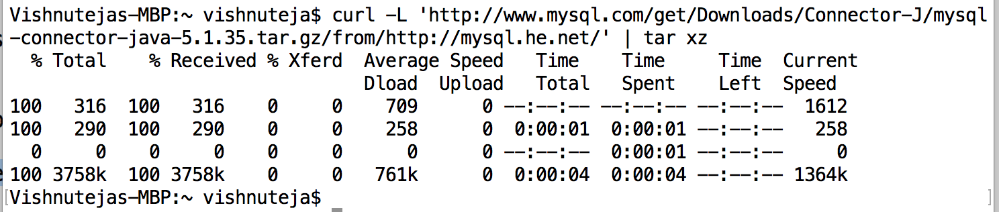 Vishnutejas-MBP:~ vishnuteja$ curl -L 'http://www.mysql.com/get/Downloads/Connector-J/mysql
-connector-java-5.1.35.tar.gz/from/http://mysql.he.net/' | tar xz
  % Total    % Received % Xferd  Average Speed   Time    Time     Time  Current
                                 Dload  Upload   Total   Spent    Left  Speed
100   316  100   316    0     0    709      0 --:--:-- --:--:-- --:--:--  1612
100   290  100   290    0     0    258      0  0:00:01  0:00:01 --:--:--   258
  0     0    0     0    0     0      0      0 --:--:--  0:00:01 --:--:--     0
100 3758k  100 3758k    0     0   761k      0  0:00:04  0:00:04 --:--:-- 1364k
[Vishnutejas-MBP:~ vishnuteja$ ]